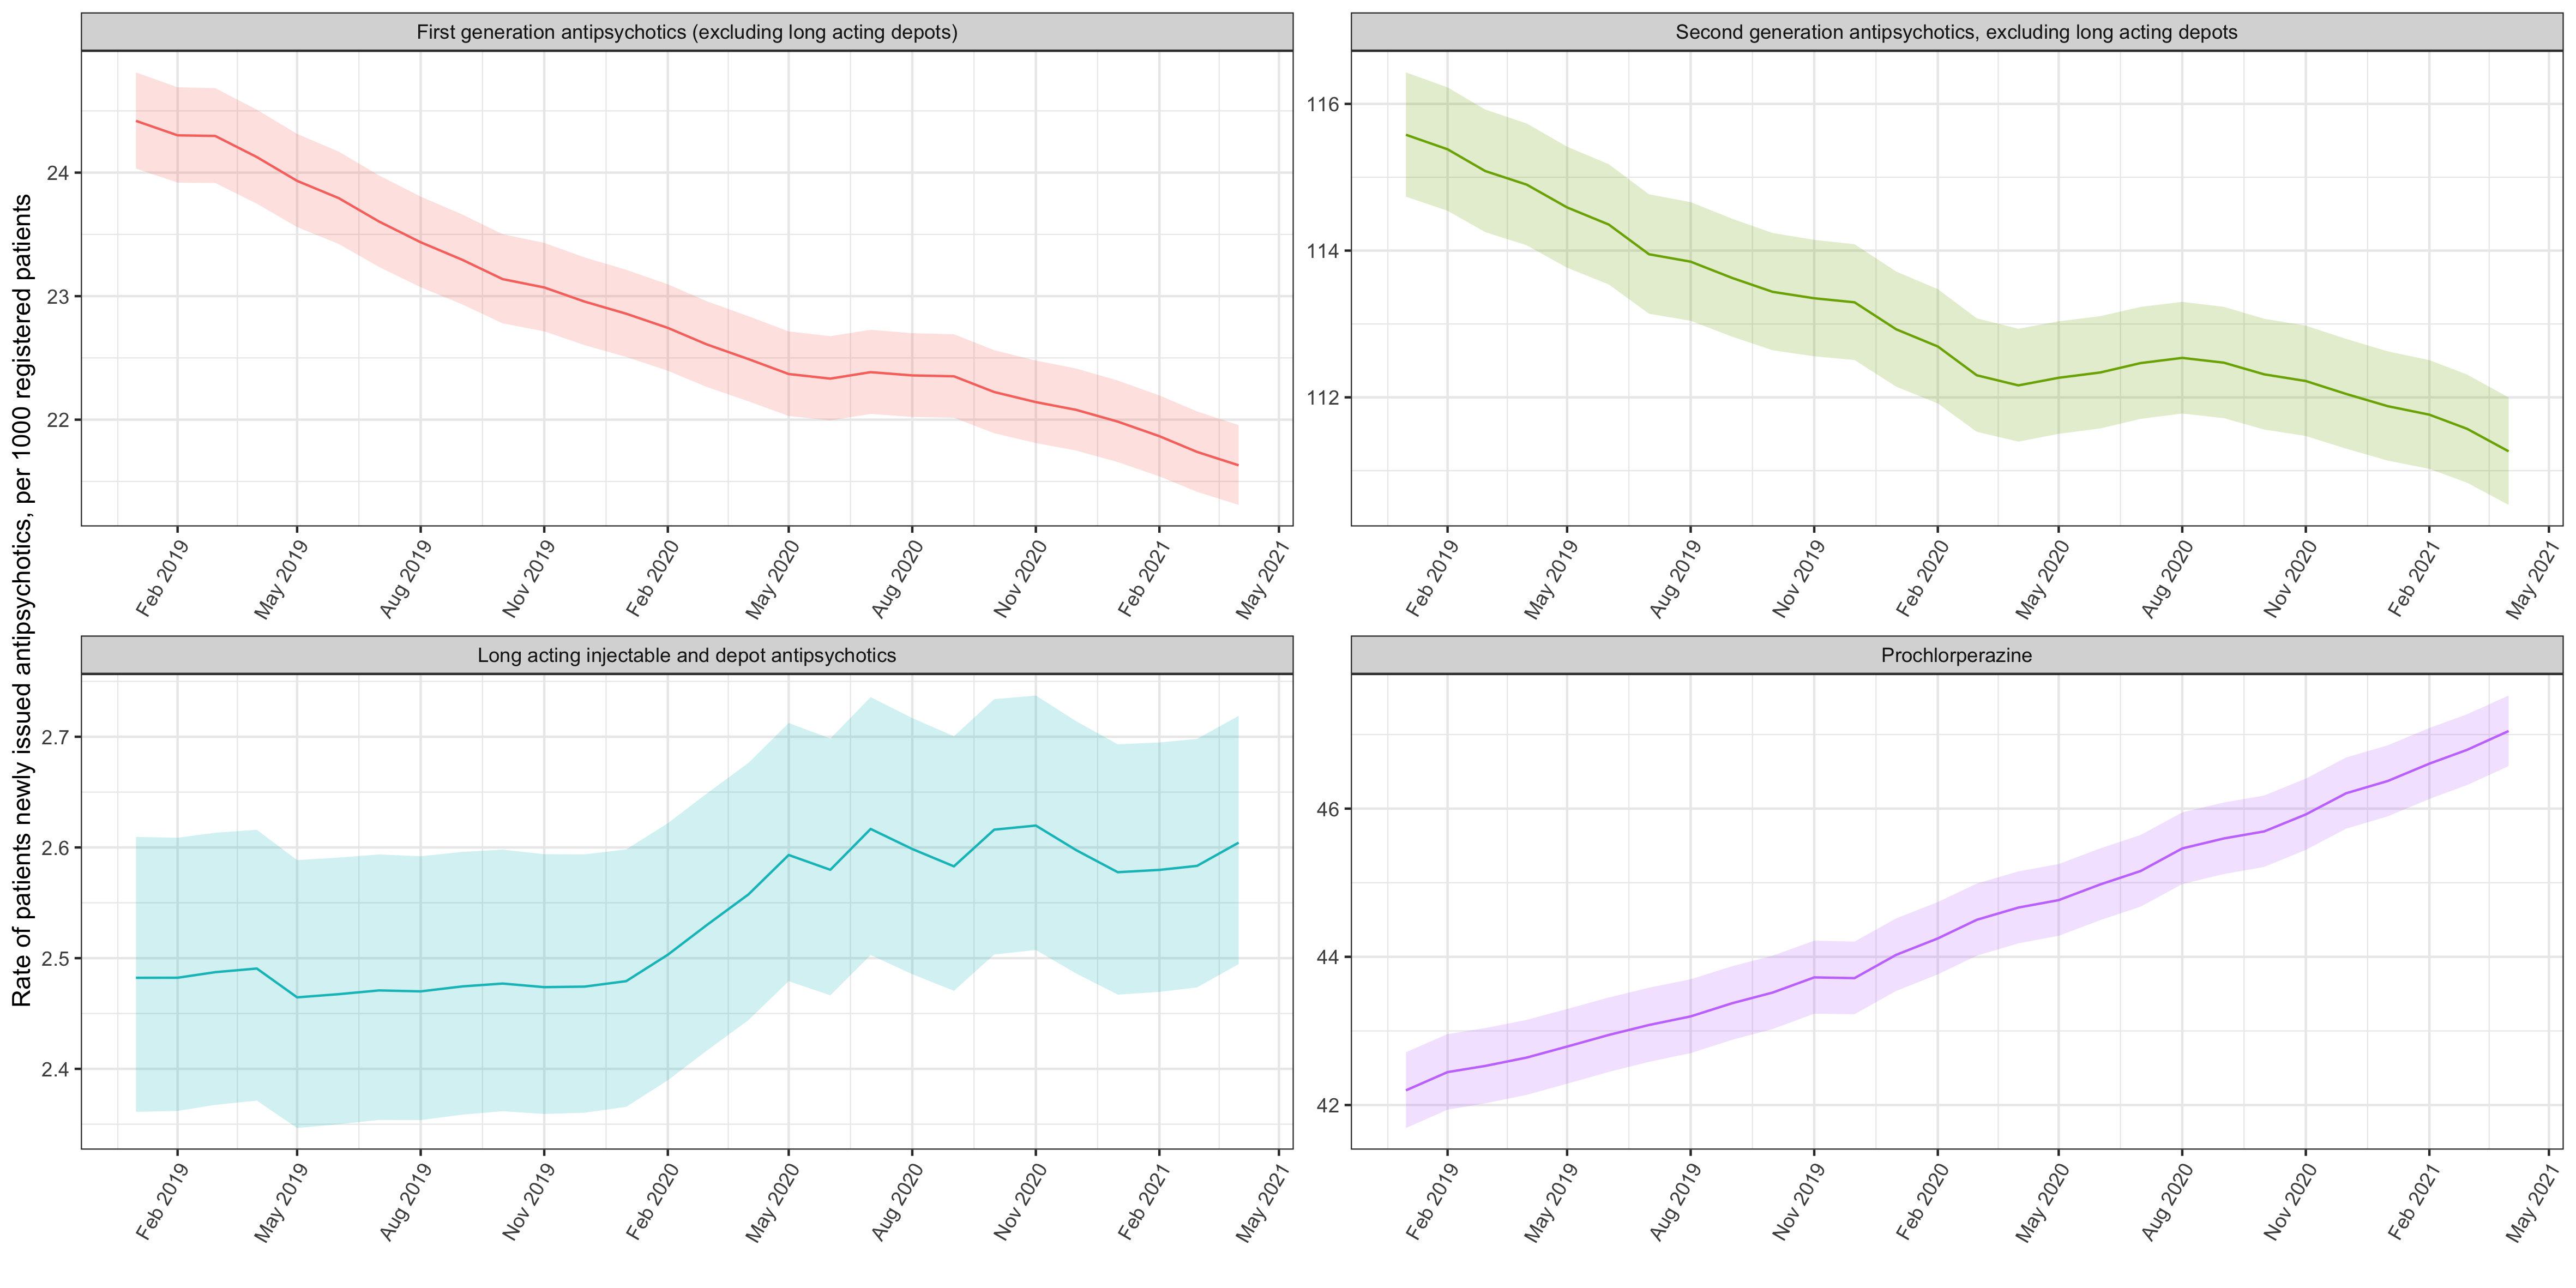 Rate of patients newly issued antipsychotics, per 1000 registered patients
First generation antipsychotics (excluding long acting depots)
24
23
22
Feb 2019
May 2019
Aug 2019
Nov 2019
Feb 2020
May 2020
Aug 2020
Nov 2020
Feb 2021
May 2021
Second generation antipsychotics, excluding long acting depots
116
114
112
Feb 2019
May 2019
Aug 2019
Nov 2019
Feb 2020
May 2020
Aug 2020
Nov 2020
Feb 2021
May 2021
Long acting injectable and depot antipsychotics
2.7
2.6
2.5
2.4
Feb 2019
May 2019
Aug 2019
Nov 2019
Feb 2020
May 2020
Aug 2020
Nov 2020
Feb 2021
May 2021
Prochlorperazine
46
44
42
Feb 2019
May 2019
Aug 2019
Nov 2019
Feb 2020
May 2020
Aug 2020
Nov 2020
Feb 2021
May 2021